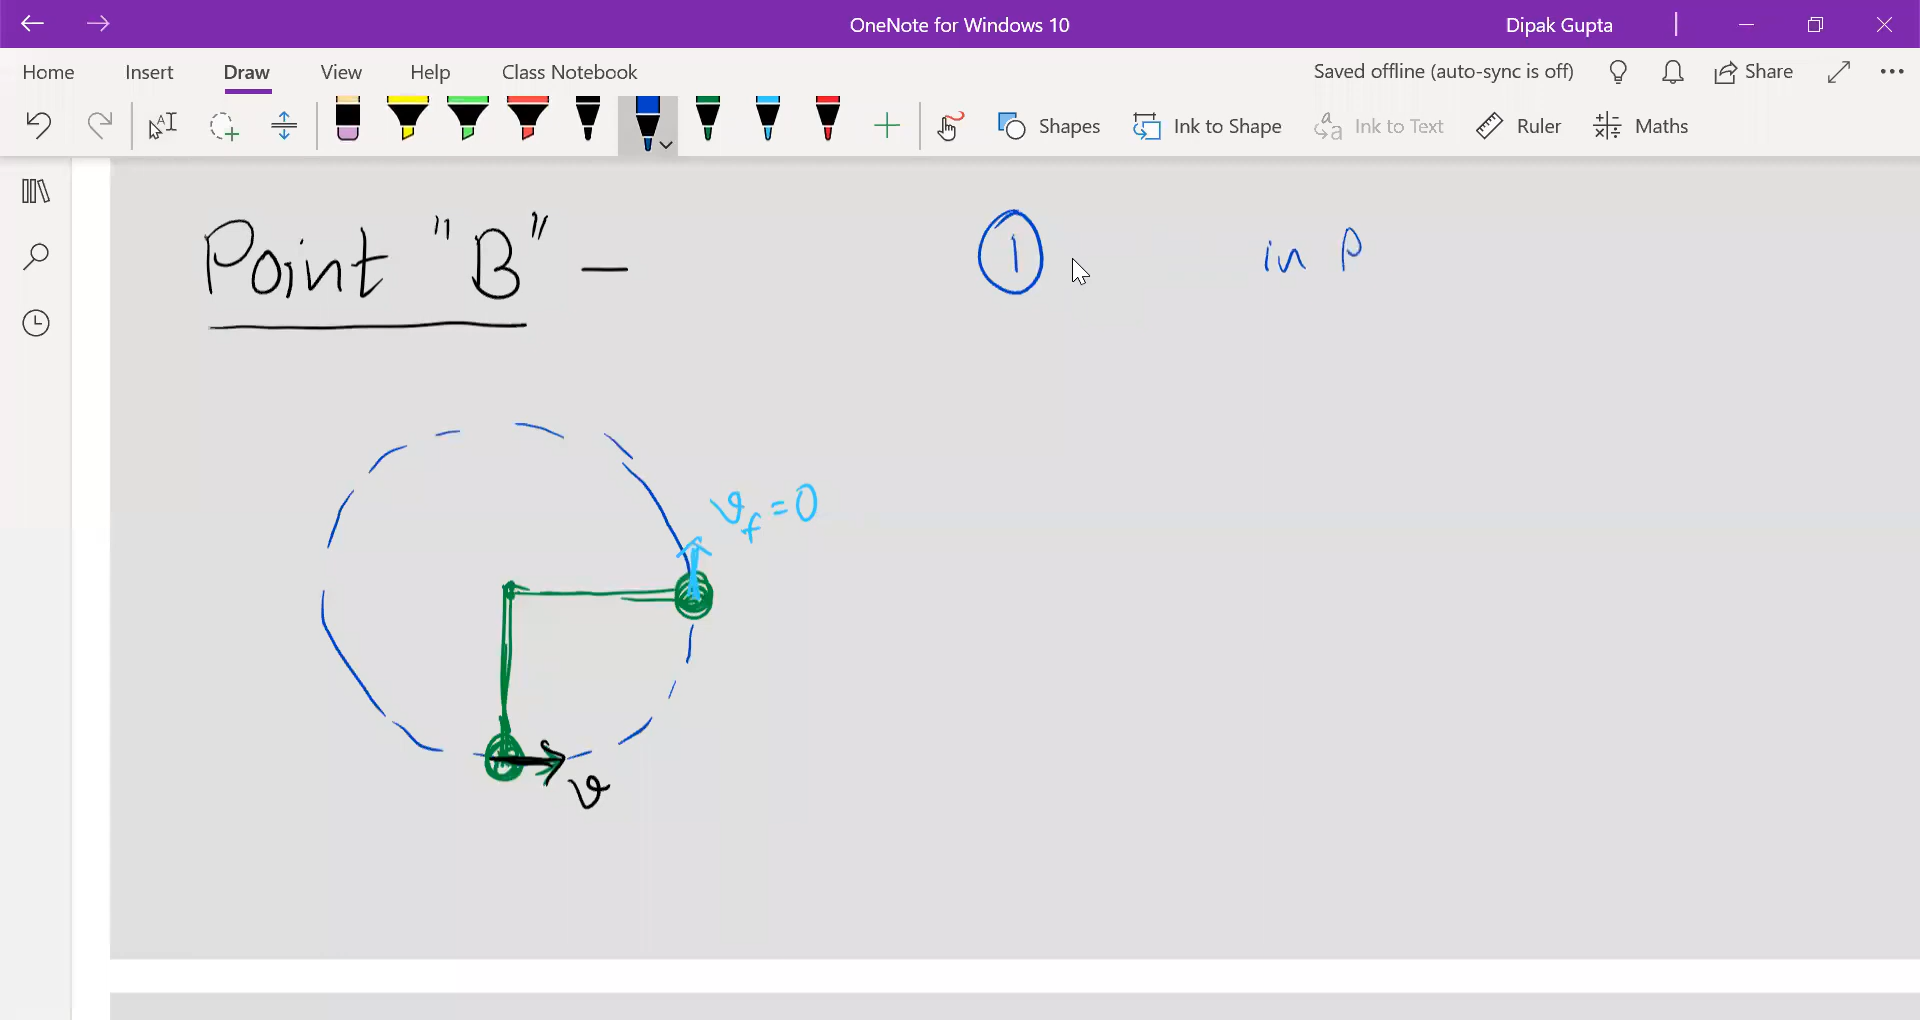 OneNote for Windows 10
Dipak Gupta
Home Insert Draw View Help Class Notebook
Saved offline (auto-sync is off) Share
Shapes Ink to Shape Ink to Text Ruler Maths
Point "B" —
1 in P
v_f = 0
v